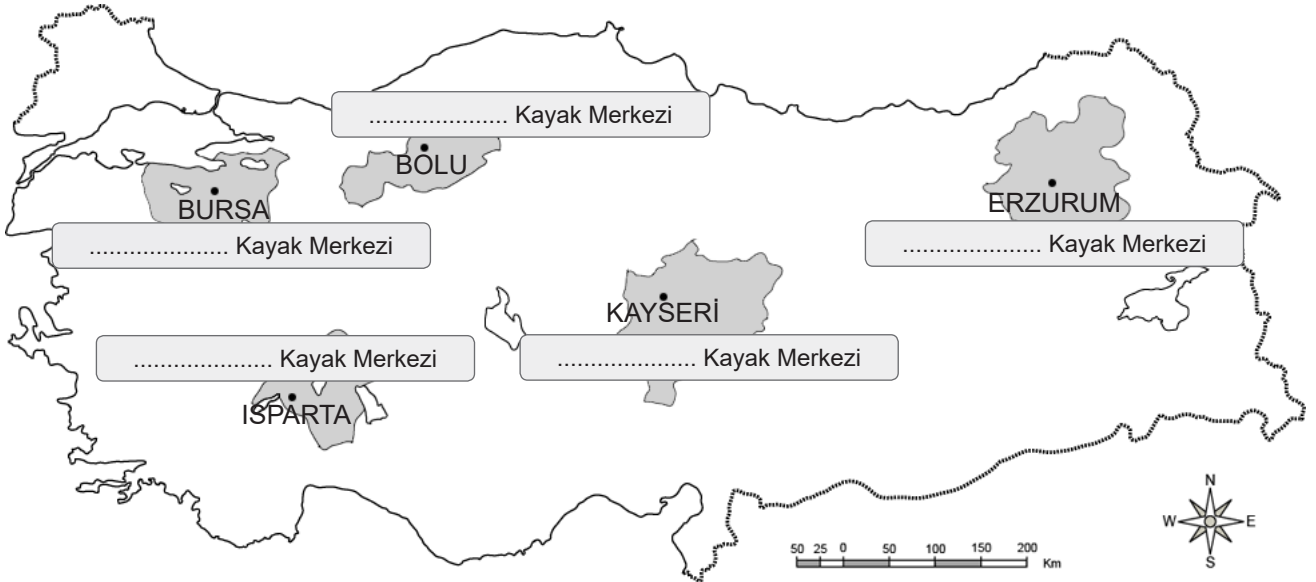 ..................... Kayak Merkezi
BOLU
BURSA
ERZURUM
..................... Kayak Merkezi
..................... Kayak Merkezi
KAYSERİ
..................... Kayak Merkezi
..................... Kayak Merkezi
ISPARTA
N
W E
S
50 25 0 50 100 150 200
Km